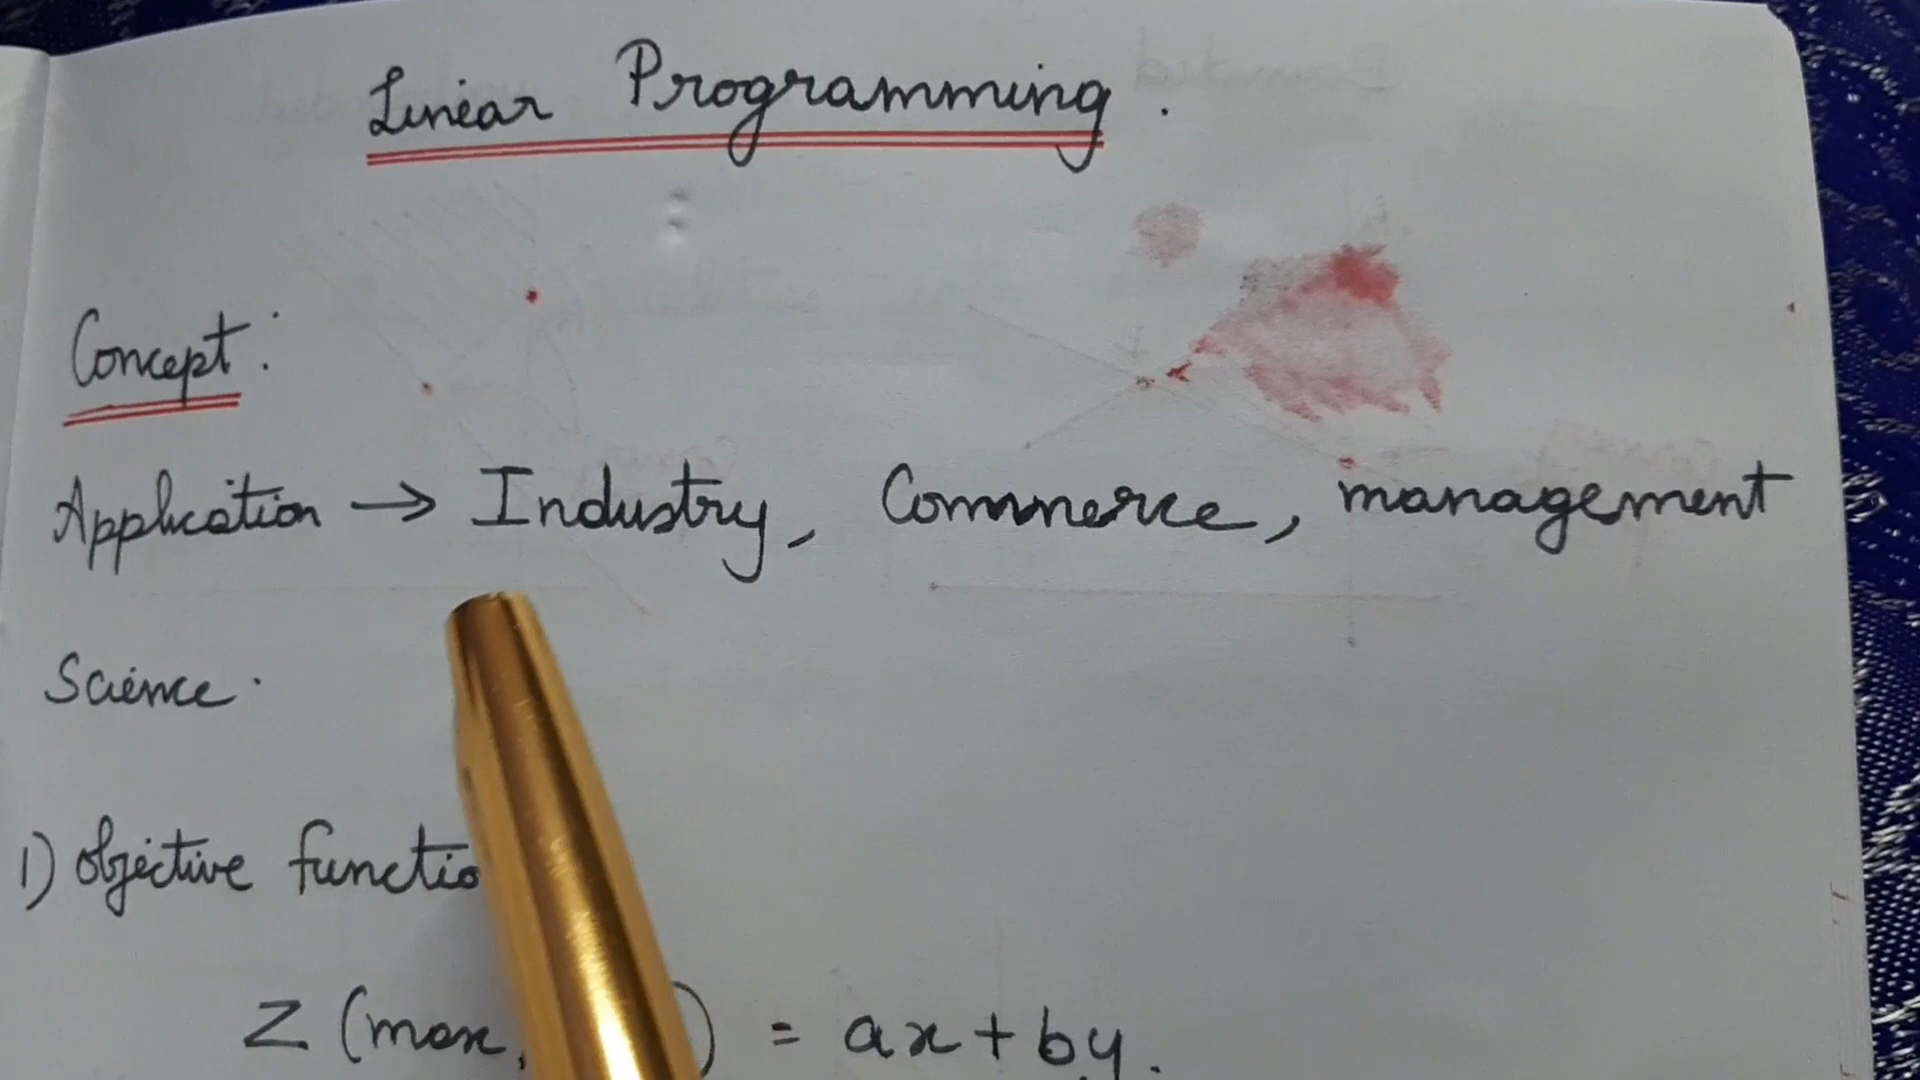 Linear Programming.
Concept:
Application → Industry, Commerce, management
Science.
1) Objective functio
Z (max, ) = ax + by.